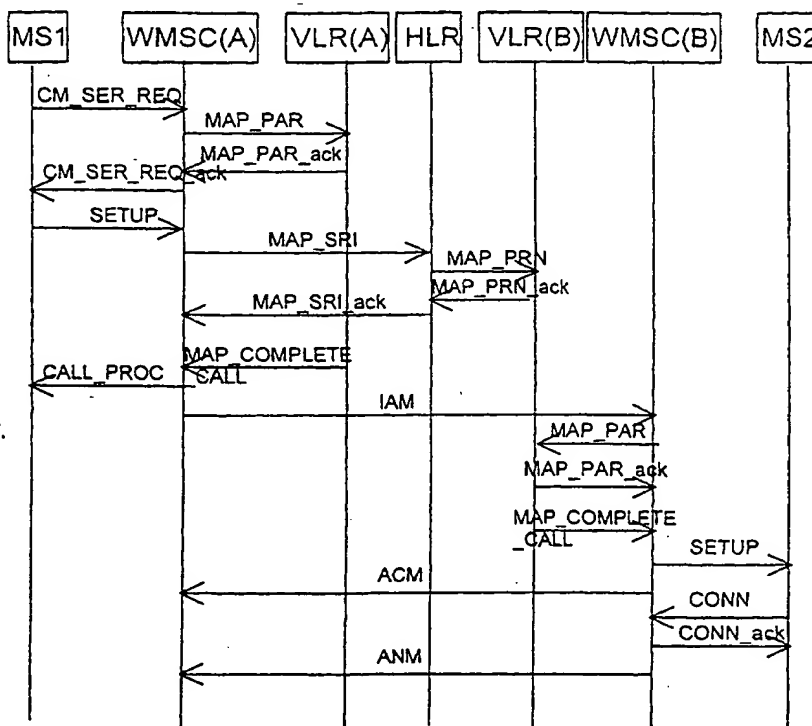 MS1 WMSC(A) VLR(A) HLR VLR(B) WMSC(B) MS2
CM_SER_REQ
MAP_PAR
MAP_PAR_ack
CM_SER_REQ_ack
SETUP
MAP_SRI
MAP_PRN
MAP_PRN_ack
MAP_SRI_ack
MAP_COMPLETE
_CALL
CALL_PROC
IAM
MAP_PAR
MAP_PAR_ack
MAP_COMPLETE
_CALL
SETUP
ACM
CONN
CONN_ack
ANM